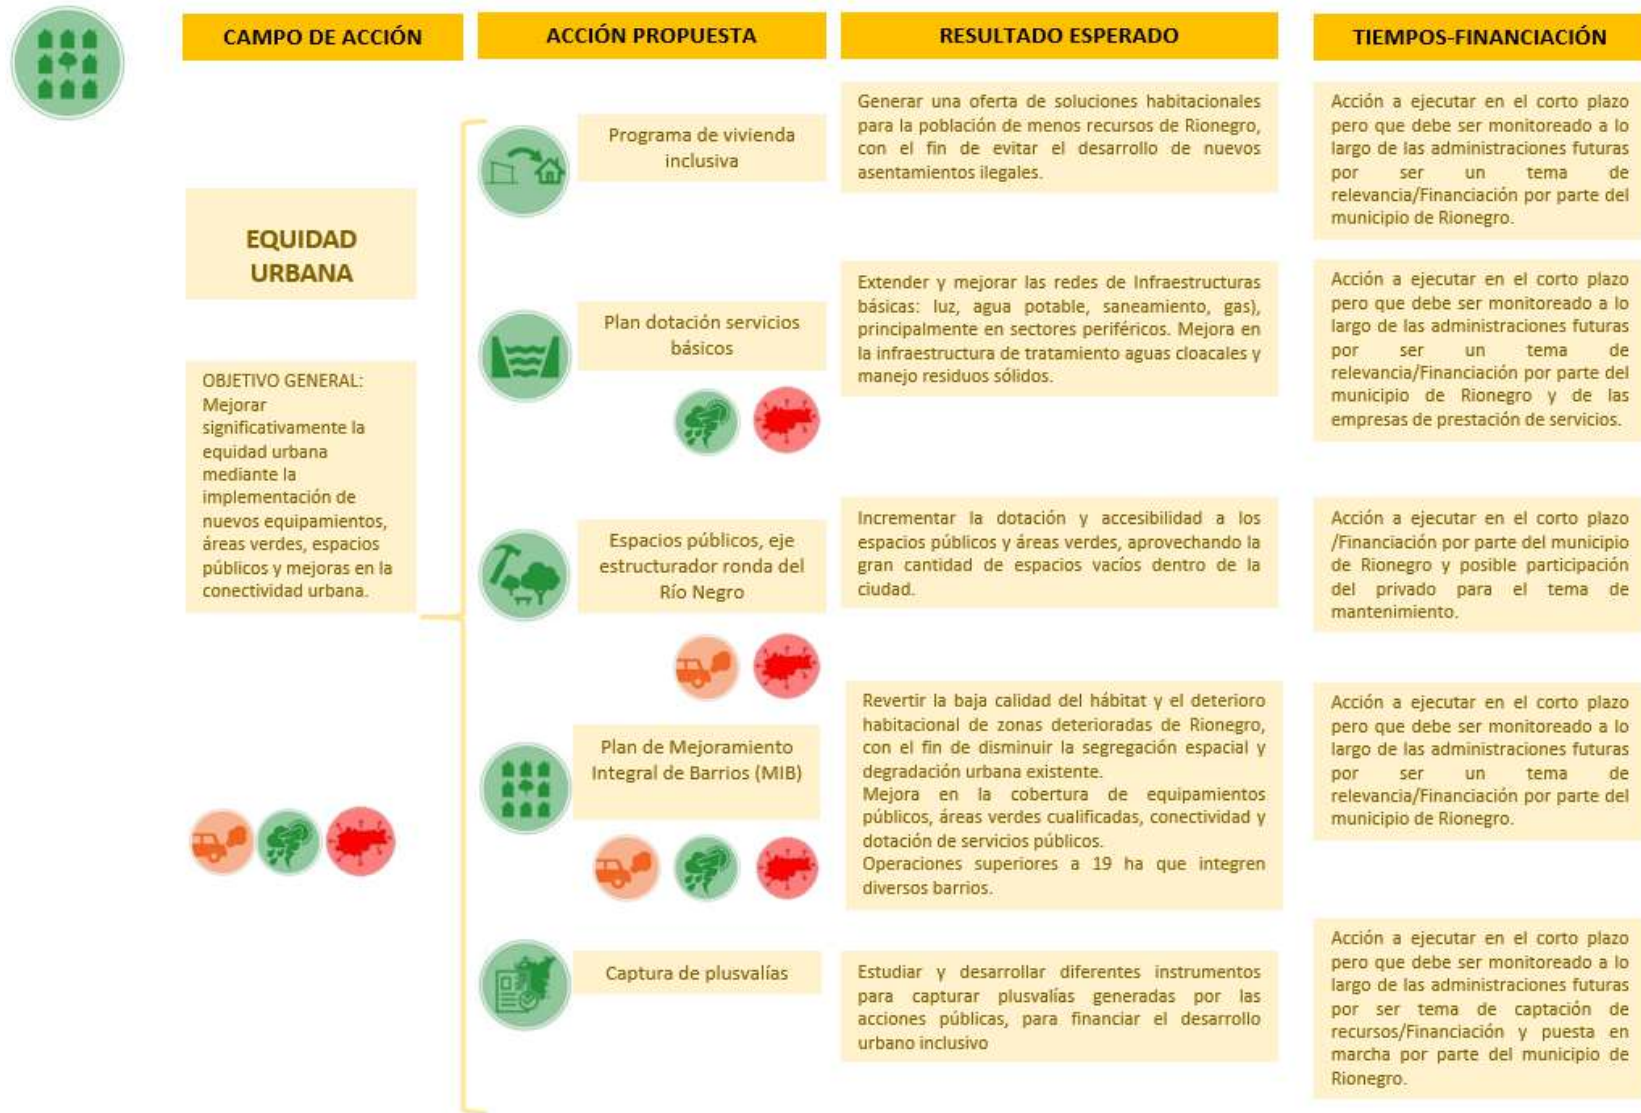 CAMPO DE ACCIÓN
ACCIÓN PROPUESTA
RESULTADO ESPERADO
TIEMPOS-FINANCIACIÓN
EQUIDAD
URBANA
OBJETIVO GENERAL:
Mejorar
significativamente la
equidad urbana
mediante la
implementación de
nuevos equipamientos,
áreas verdes, espacios
públicos y mejoras en la
conectividad urbana.
Programa de vivienda
inclusiva
Generar una oferta de soluciones habitacionales
para la población de menos recursos de Rionegro,
con el fin de evitar el desarrollo de nuevos
asentamientos ilegales.
Acción a ejecutar en el corto plazo
pero que debe ser monitoreado a lo
largo de las administraciones futuras
por ser un tema de
relevancia/Financiación por parte del
municipio de Rionegro.
Plan dotación servicios
básicos
Extender y mejorar las redes de Infraestructuras
básicas: luz, agua potable, saneamiento, gas),
principalmente en sectores periféricos. Mejora en
la infraestructura de tratamiento aguas cloacales y
manejo residuos sólidos.
Acción a ejecutar en el corto plazo
pero que debe ser monitoreado a lo
largo de las administraciones futuras
por ser un tema de
relevancia/Financiación por parte del
municipio de Rionegro y de las
empresas de prestación de servicios.
Espacios públicos, eje
estructurador ronda del
Río Negro
Incrementar la dotación y accesibilidad a los
espacios públicos y áreas verdes, aprovechando la
gran cantidad de espacios vacíos dentro de la
ciudad.
Acción a ejecutar en el corto plazo
/Financiación por parte del municipio
de Rionegro y posible participación
del privado para el tema de
mantenimiento.
Plan de Mejoramiento
Integral de Barrios (MIB)
Revertir la baja calidad del hábitat y el deterioro
habitacional de zonas deterioradas de Rionegro,
con el fin de disminuir la segregación espacial y
degradación urbana existente.
Mejora en la cobertura de equipamientos
públicos, áreas verdes cualificadas, conectividad y
dotación de servicios públicos.
Operaciones superiores a 19 ha que integren
diversos barrios.
Acción a ejecutar en el corto plazo
pero que debe ser monitoreado a lo
largo de las administraciones futuras
por ser un tema de
relevancia/Financiación por parte del
municipio de Rionegro.
Captura de plusvalías
Estudiar y desarrollar diferentes instrumentos
para capturar plusvalías generadas por las
acciones públicas, para financiar el desarrollo
urbano inclusivo
Acción a ejecutar en el corto plazo
pero que debe ser monitoreado a lo
largo de las administraciones futuras
por ser tema de captación de
recursos/Financiación y puesta en
marcha por parte del municipio de
Rionegro.